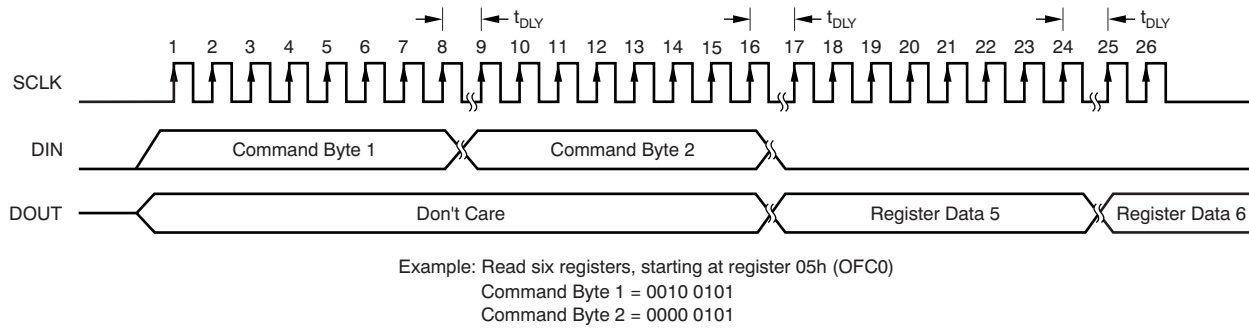 t_DLY t_DLY t_DLY
1 2 3 4 5 6 7 8 9 10 11 12 13 14 15 16 17 18 19 20 21 22 23 24 25 26
SCLK
DIN Command Byte 1 Command Byte 2
DOUT Don't Care Register Data 5 Register Data 6
Example: Read six registers, starting at register 05h (OFC0)
Command Byte 1 = 0010 0101
Command Byte 2 = 0000 0101